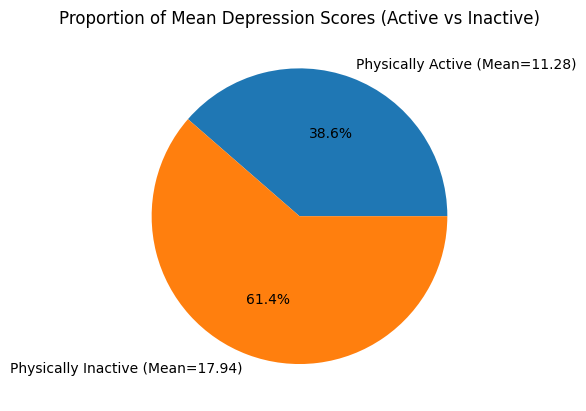 Proportion of Mean Depression Scores (Active vs Inactive)
Physically Active (Mean=11.28)
38.6%
61.4%
Physically Inactive (Mean=17.94)